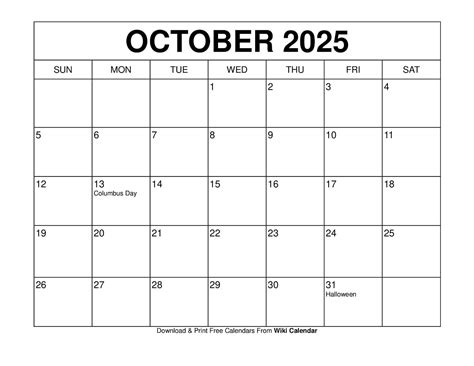 OCTOBER 2025
SUN MON TUE WED THU FRI SAT
1 2 3 4
5 6 7 8 9 10 11
12 13 14 15 16 17 18
Columbus Day
19 20 21 22 23 24 25
26 27 28 29 30 31
Halloween
Download & Print Free Calendars From Wiki Calendar